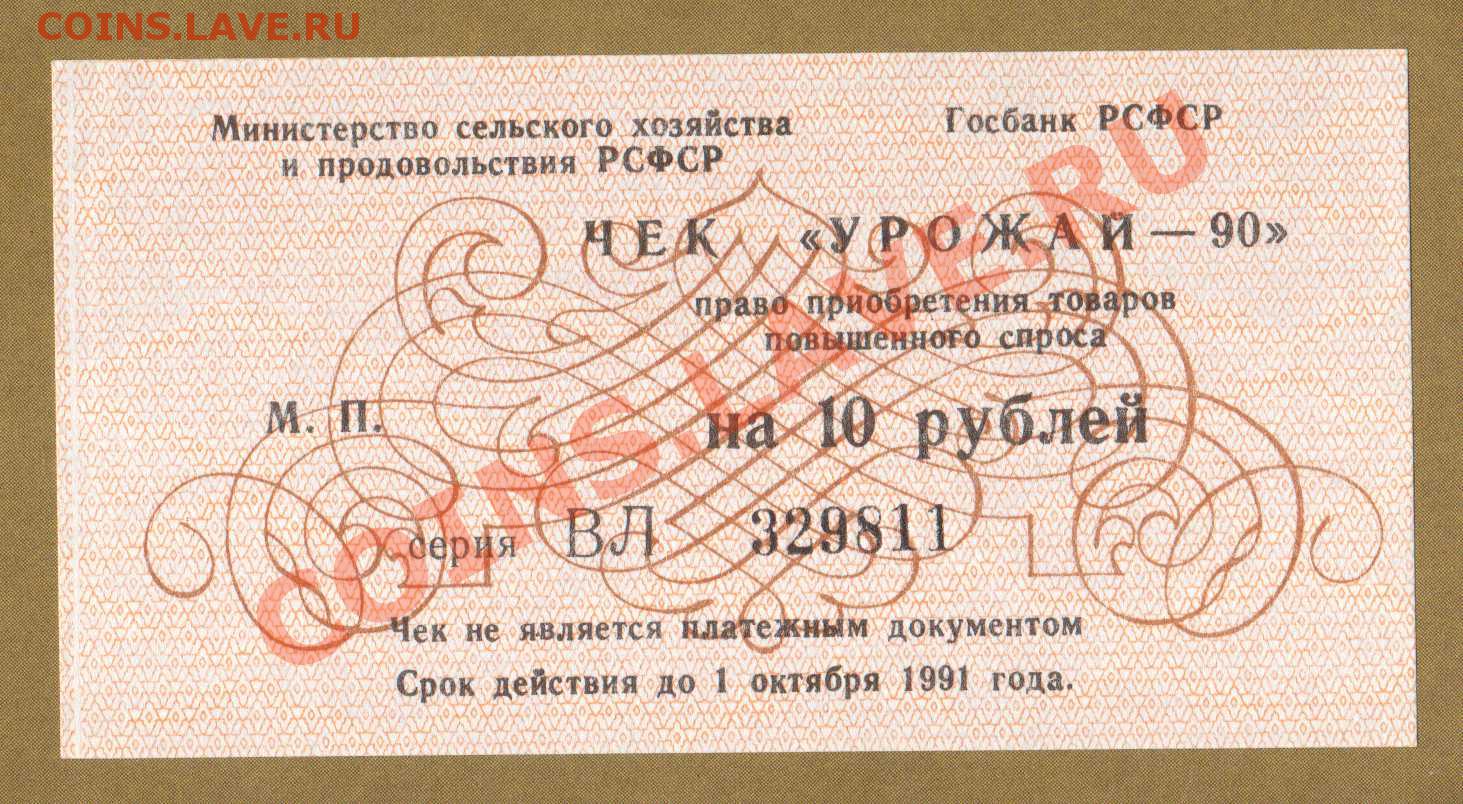 COINS.LAVE.RU
Министерство сельского хозяйства
и продовольствия РСФСР
Госбанк РСФСР
ЧЕК «УРОЖАЙ — 90»
право приобретения товаров
повышенного спроса
М. П.
на 10 рублей
серия ВЛ 329811
Чек не является платежным документом
Срок действия до 1 октября 1991 года.
COINS.LAVE.RU